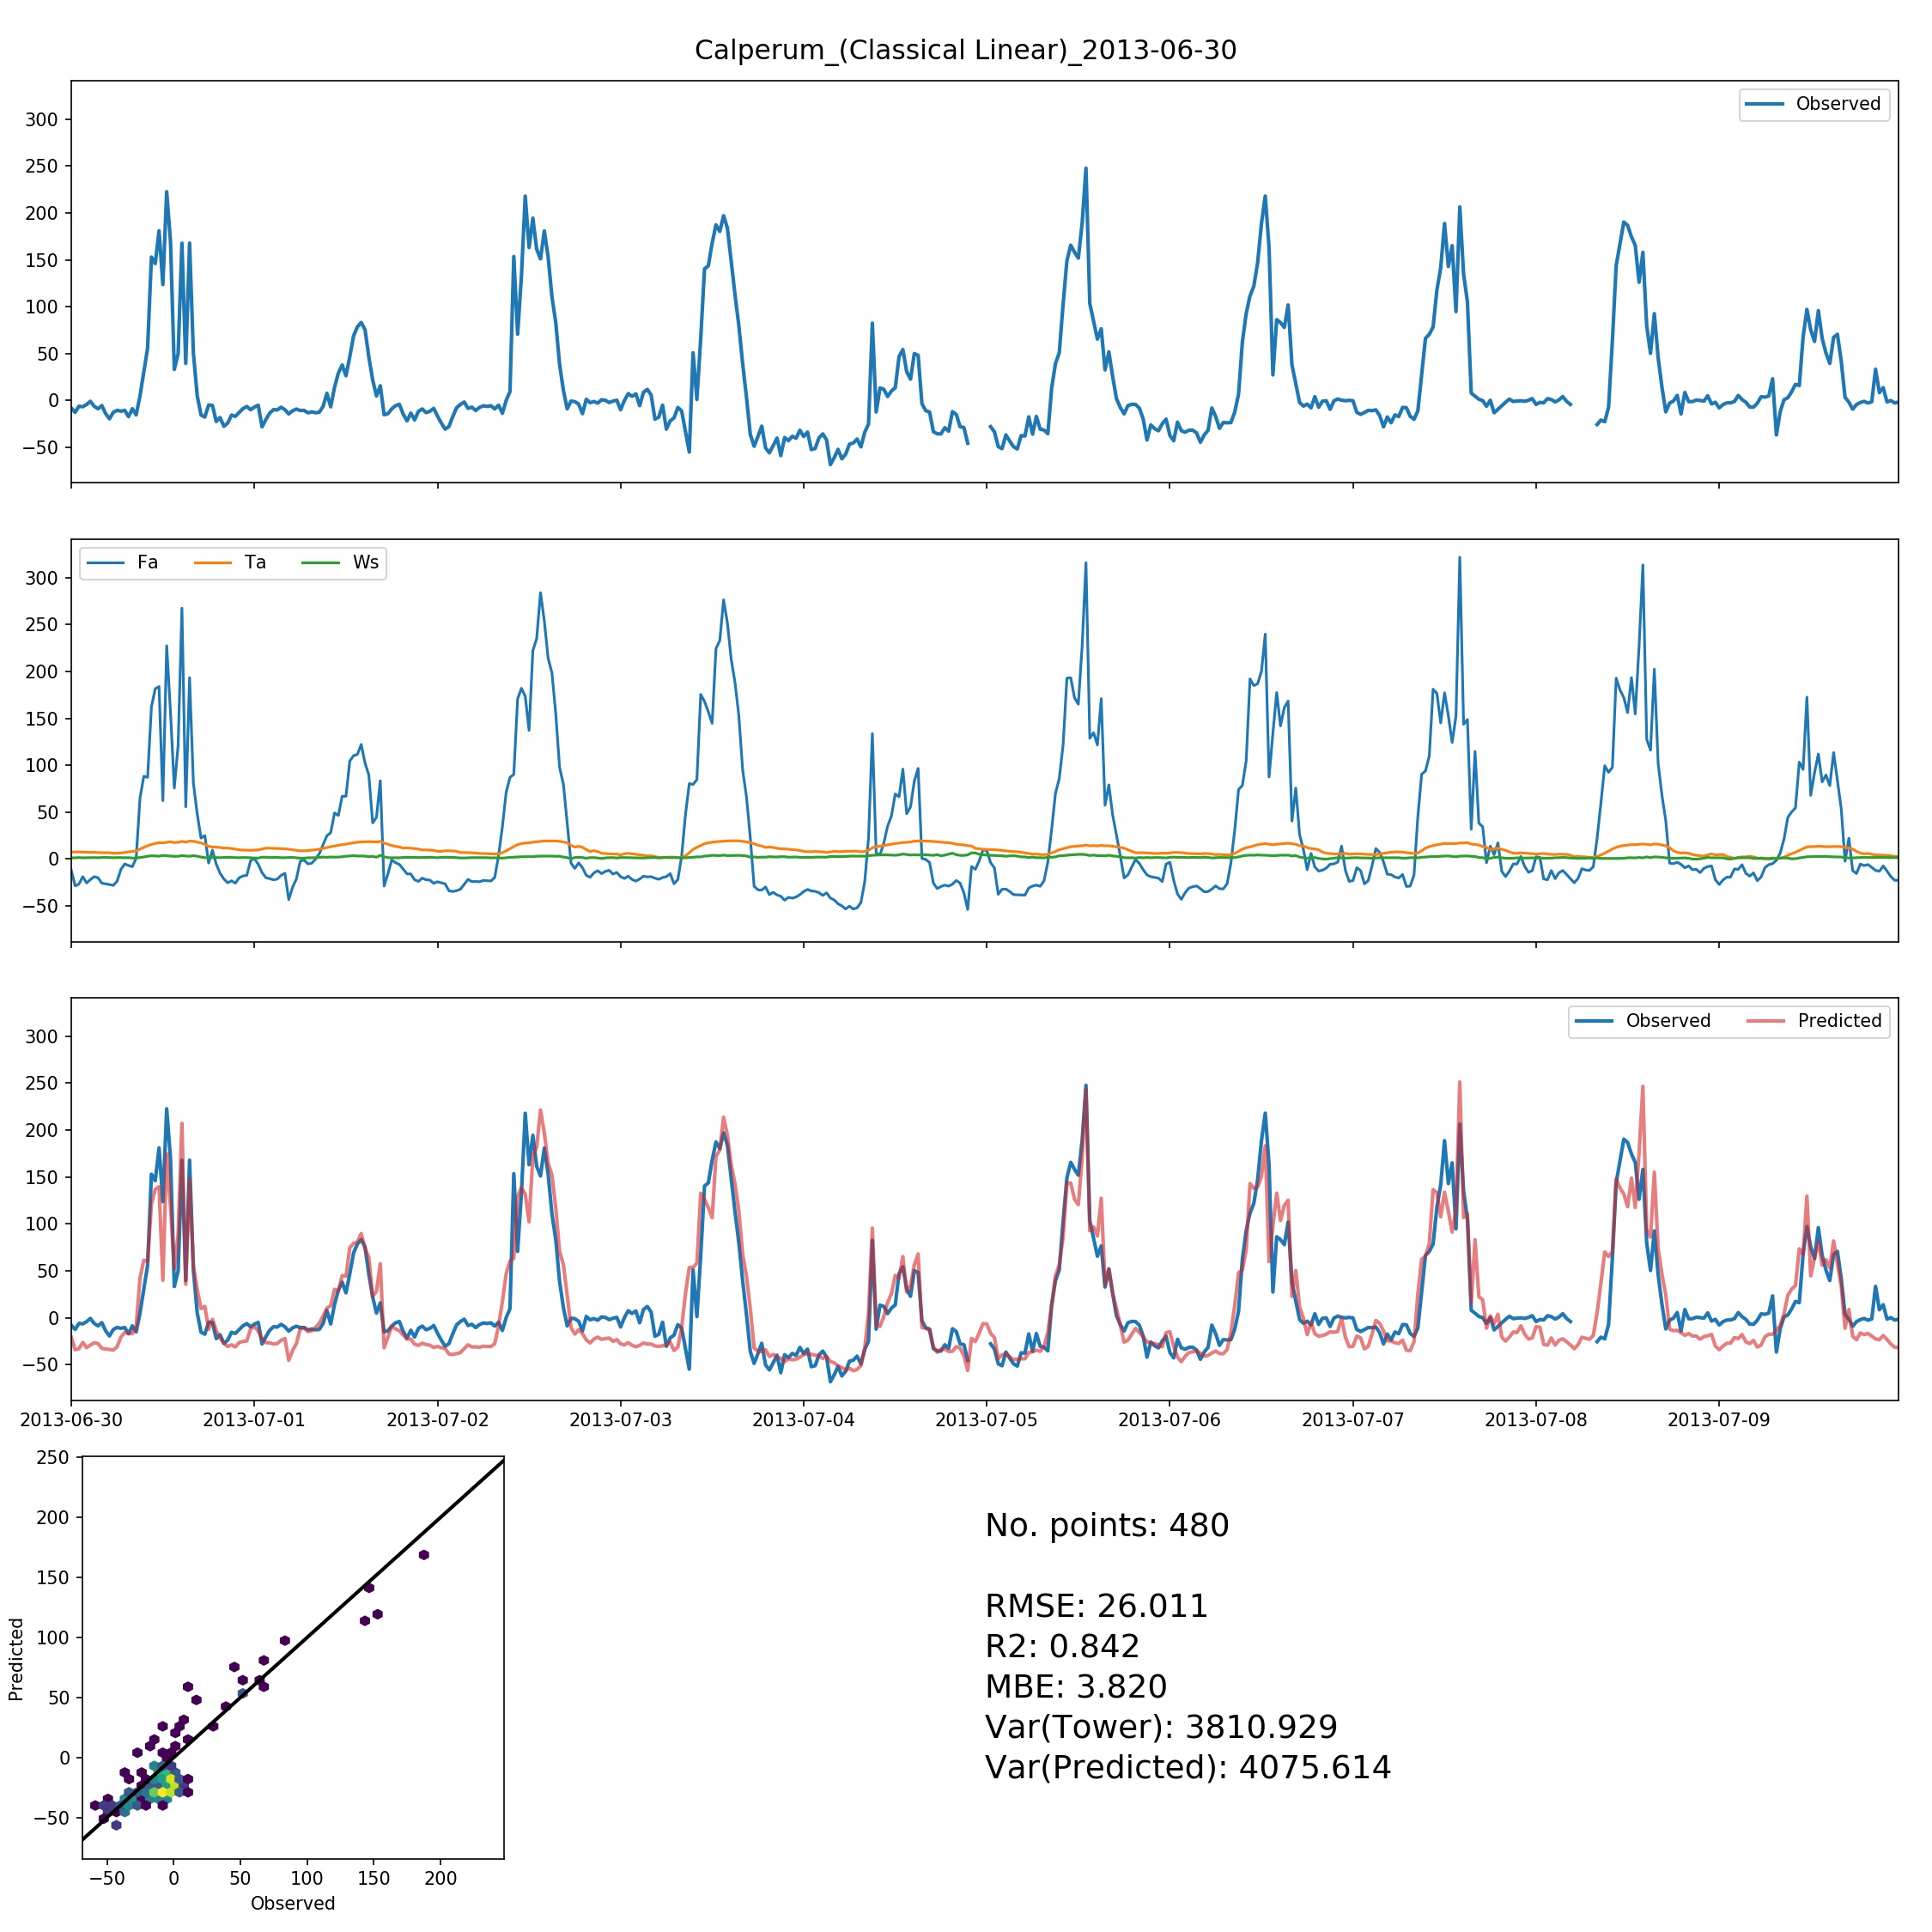 Calperum_(Classical Linear)_2013-06-30
Observed
300
250
200
150
100
50
0
−50
Fa Ta Ws
300
250
200
150
100
50
0
−50
Observed Predicted
300
250
200
150
100
50
0
−50
2013-06-30 2013-07-01 2013-07-02 2013-07-03 2013-07-04 2013-07-05 2013-07-06 2013-07-07 2013-07-08 2013-07-09
Predicted
250
200
150
100
50
0
−50
−50 0 50 100 150 200
Observed
No. points: 480
RMSE: 26.011
R2: 0.842
MBE: 3.820
Var(Tower): 3810.929
Var(Predicted): 4075.614